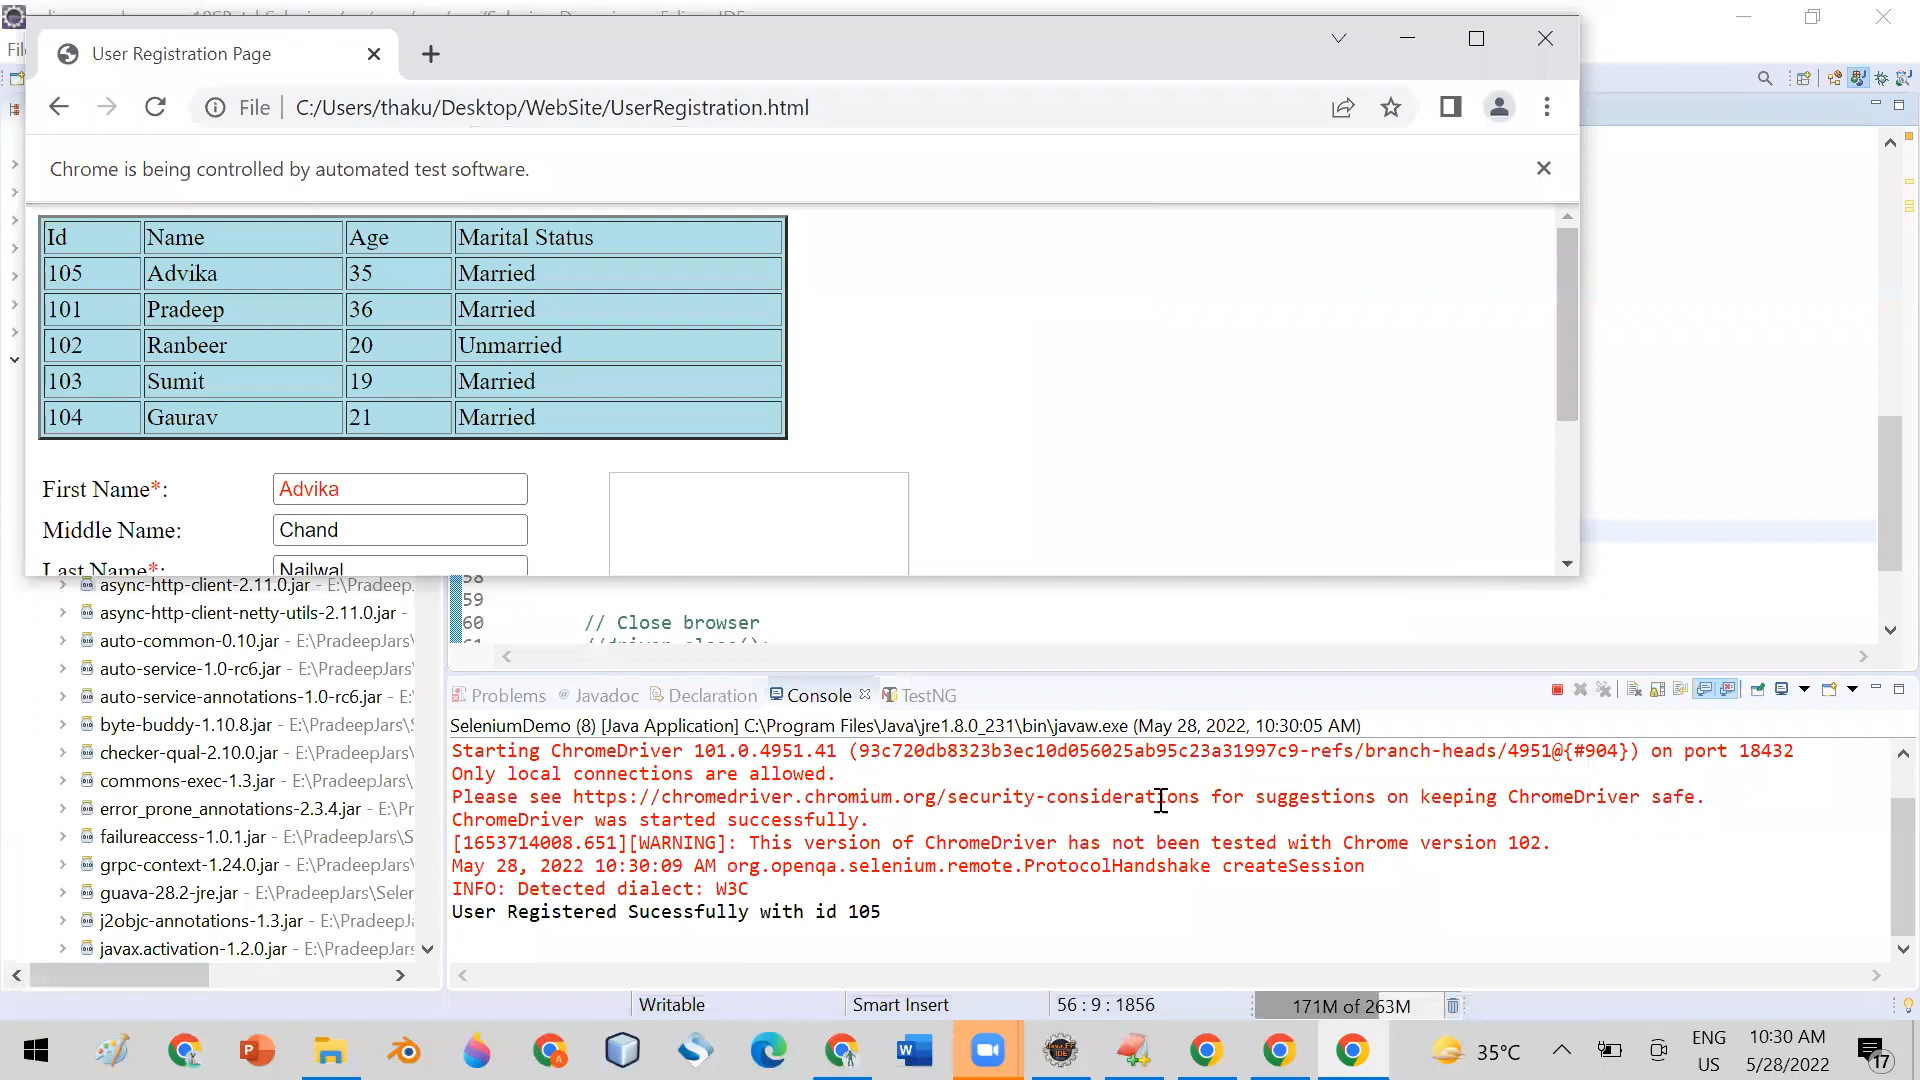 User Registration Page
File
C:/Users/thaku/Desktop/WebSite/UserRegistration.html
Chrome is being controlled by automated test software.
Id Name Age Marital Status
105 Advika 35 Married
101 Pradeep 36 Married
102 Ranbeer 20 Unmarried
103 Sumit 19 Married
104 Gaurav 21 Married
First Name*: Advika
Middle Name: Chand
Last Name*: Nailwal
async-http-client-2.11.0.jar - E:\PradeepJars\
async-http-client-netty-utils-2.11.0.jar -
auto-common-0.10.jar - E:\PradeepJars\
auto-service-1.0-rc6.jar - E:\PradeepJars\
auto-service-annotations-1.0-rc6.jar - E:
byte-buddy-1.10.8.jar - E:\PradeepJars\S
checker-qual-2.10.0.jar - E:\PradeepJars\
commons-exec-1.3.jar - E:\PradeepJars\
error_prone_annotations-2.3.4.jar - E:\P
failureaccess-1.0.1.jar - E:\PradeepJars\S
grpc-context-1.24.0.jar - E:\PradeepJars\
guava-28.2-jre.jar - E:\PradeepJars\Seler
j2objc-annotations-1.3.jar - E:\PradeepJ
javax.activation-1.2.0.jar - E:\PradeepJars
58
59
60 // Close browser
61 //driver.close();
Problems @ Javadoc Declaration Console TestNG
SeleniumDemo (8) [Java Application] C:\Program Files\Java\jre1.8.0_231\bin\javaw.exe (May 28, 2022, 10:30:05 AM)
Starting ChromeDriver 101.0.4951.41 (93c720db8323b3ec10d056025ab95c23a31997c9-refs/branch-heads/4951@{#904}) on port 18432
Only local connections are allowed.
Please see https://chromedriver.chromium.org/security-considerations for suggestions on keeping ChromeDriver safe.
ChromeDriver was started successfully.
[1653714008.651][WARNING]: This version of ChromeDriver has not been tested with Chrome version 102.
May 28, 2022 10:30:09 AM org.openqa.selenium.remote.ProtocolHandshake createSession
INFO: Detected dialect: W3C
User Registered Sucessfully with id 105
Writable Smart Insert 56 : 9 : 1856 171M of 263M
35°C
ENG
US
10:30 AM
5/28/2022
17